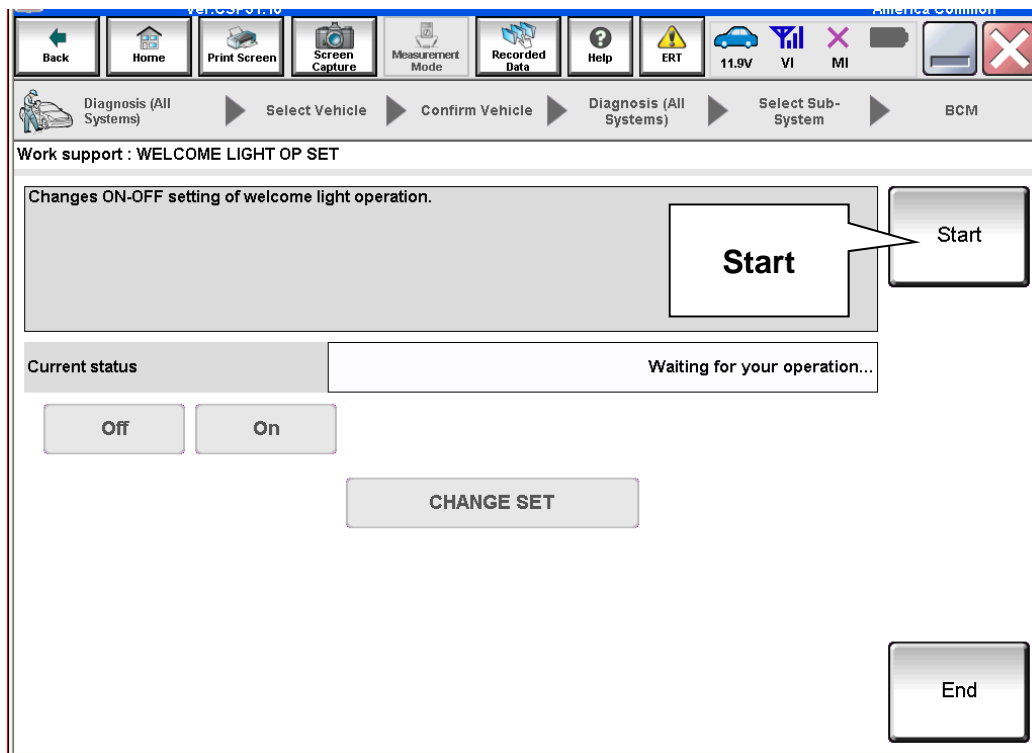 America Common
Back
Home
Print Screen
Screen
Capture
Measurement
Mode
Recorded
Data
Help
ERT
11.9V
VI
MI
Diagnosis (All
Systems)
Select Vehicle
Confirm Vehicle
Diagnosis (All
Systems)
Select Sub-
System
BCM
Work support : WELCOME LIGHT OP SET
Changes ON-OFF setting of welcome light operation.
Start
Start
Current status
Waiting for your operation...
Off
On
CHANGE SET
End